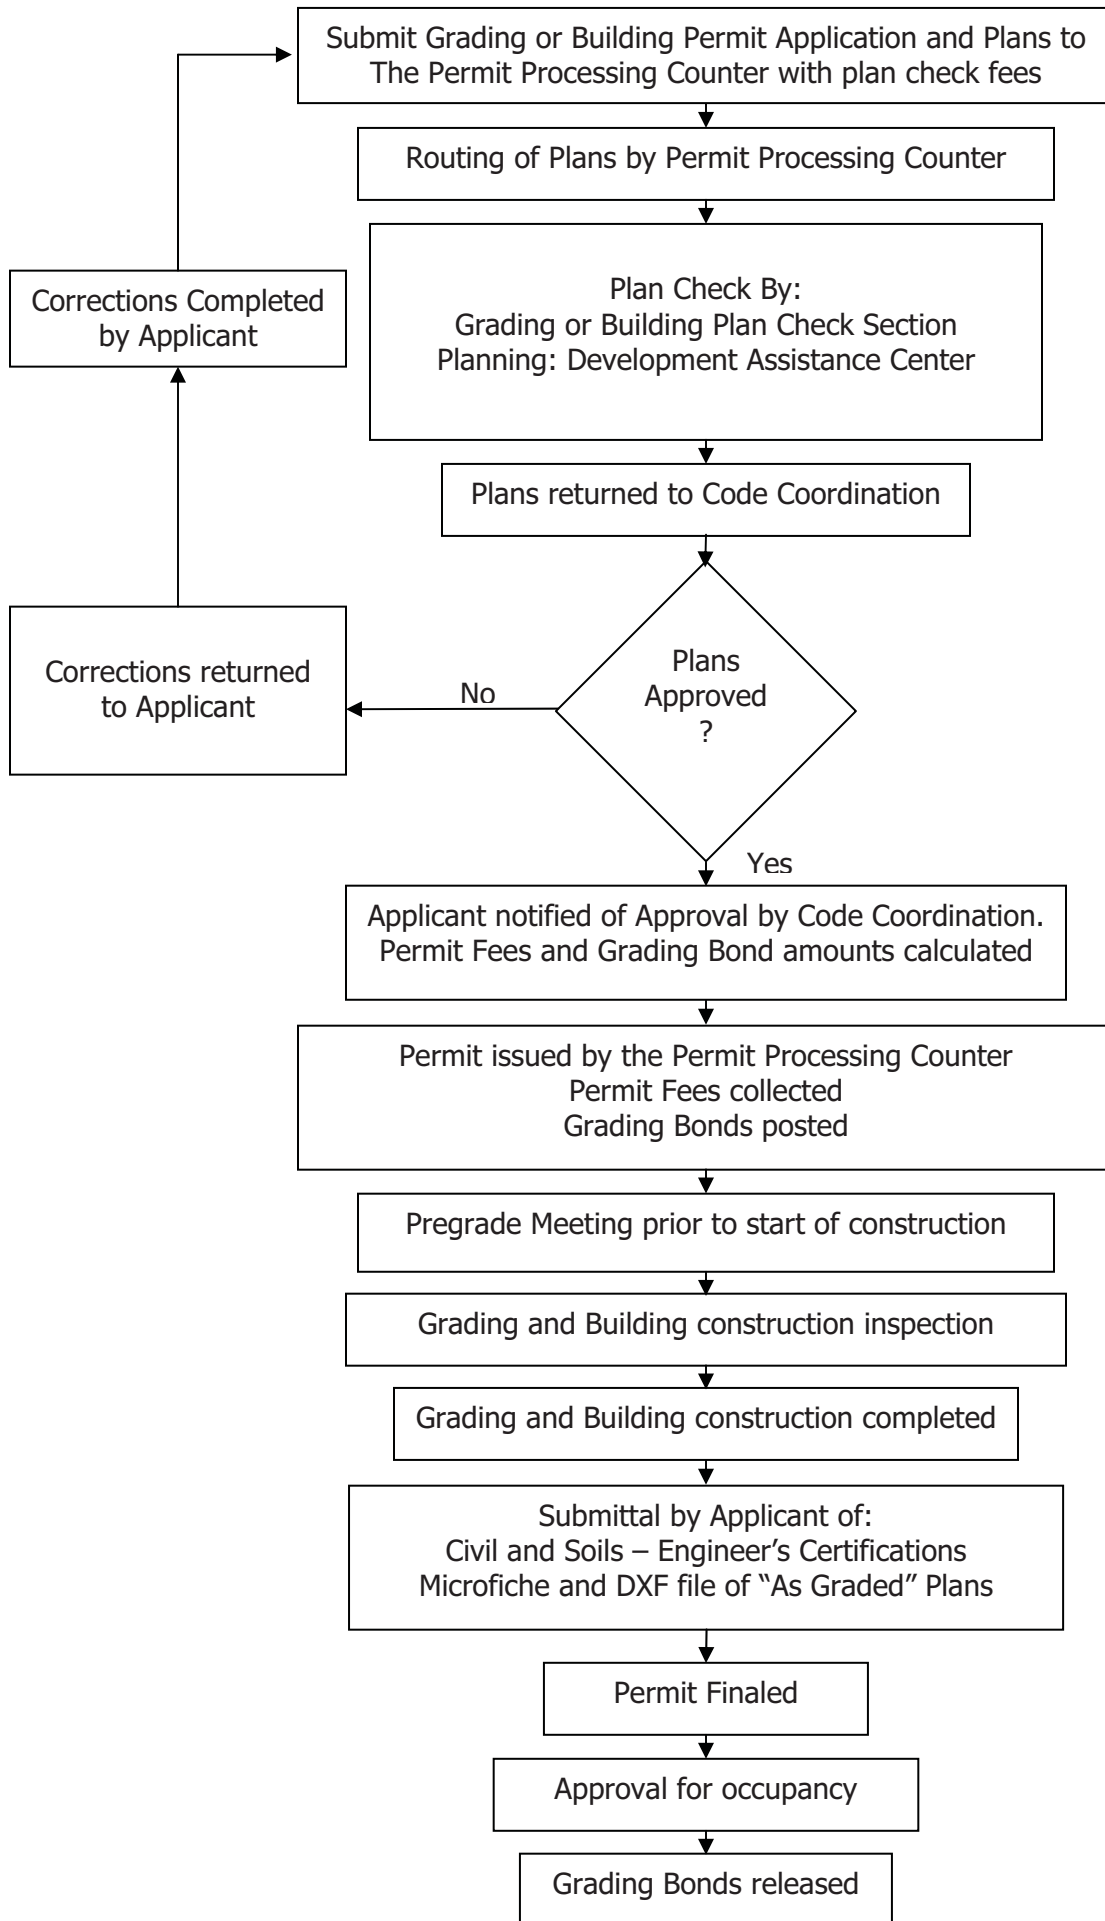 Submit Grading or Building Permit Application and Plans to
The Permit Processing Counter with plan check fees
Routing of Plans by Permit Processing Counter
Plan Check By:
Grading or Building Plan Check Section
Planning: Development Assistance Center
Corrections Completed
by Applicant
Plans returned to Code Coordination
Plans
Approved
?
No
Corrections returned
to Applicant
Yes
Applicant notified of Approval by Code Coordination.
Permit Fees and Grading Bond amounts calculated
Permit issued by the Permit Processing Counter
Permit Fees collected
Grading Bonds posted
Pregrade Meeting prior to start of construction
Grading and Building construction inspection
Grading and Building construction completed
Submittal by Applicant of:
Civil and Soils – Engineer’s Certifications
Microfiche and DXF file of “As Graded” Plans
Permit Finaled
Approval for occupancy
Grading Bonds released